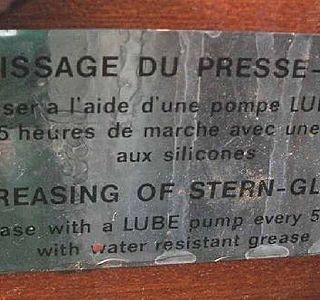 ISSAGE DU PRESSE-
ser a l'aide d'une pompe LU
5 heures de marche avec une
aux silicones
REASING OF STERN-GL
ase with a LUBE pump every 5
with water resistant grease